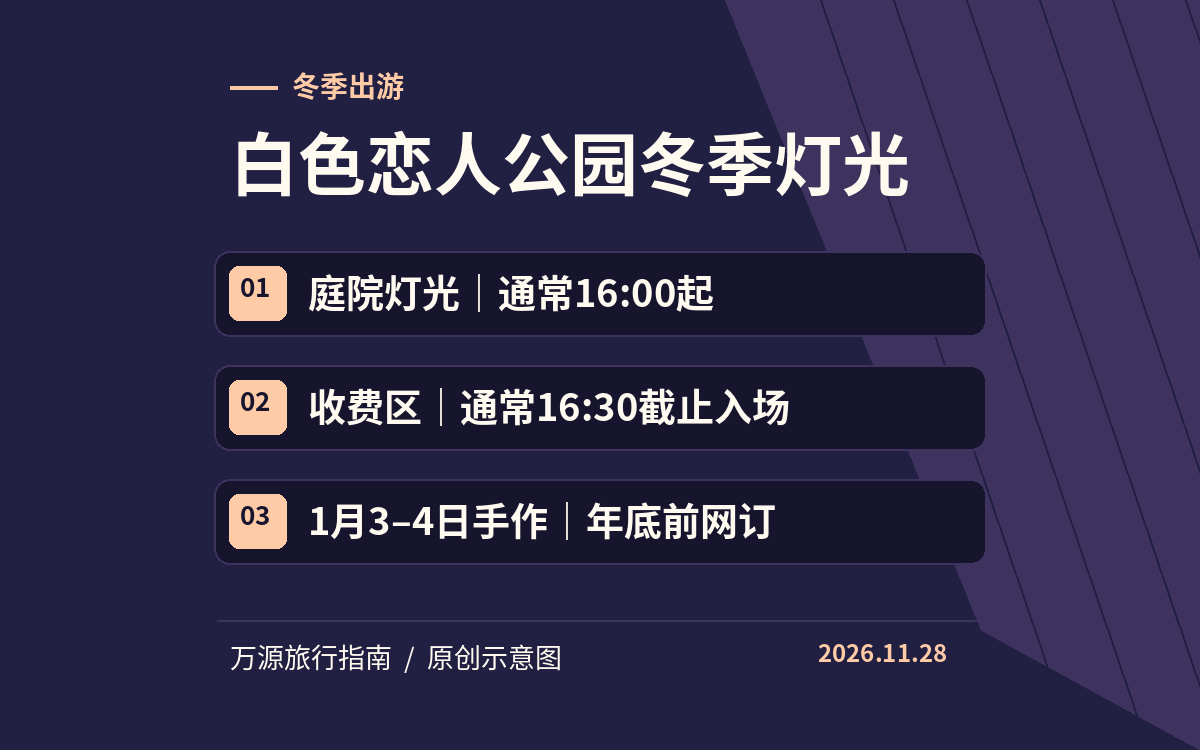 冬季出游
白色恋人公园冬季灯光
01 庭院灯光｜通常16:00起
02 收费区｜通常16:30截止入场
03 1月3–4日手作｜年底前网订
万源旅行指南 / 原创示意图
2026.11.28